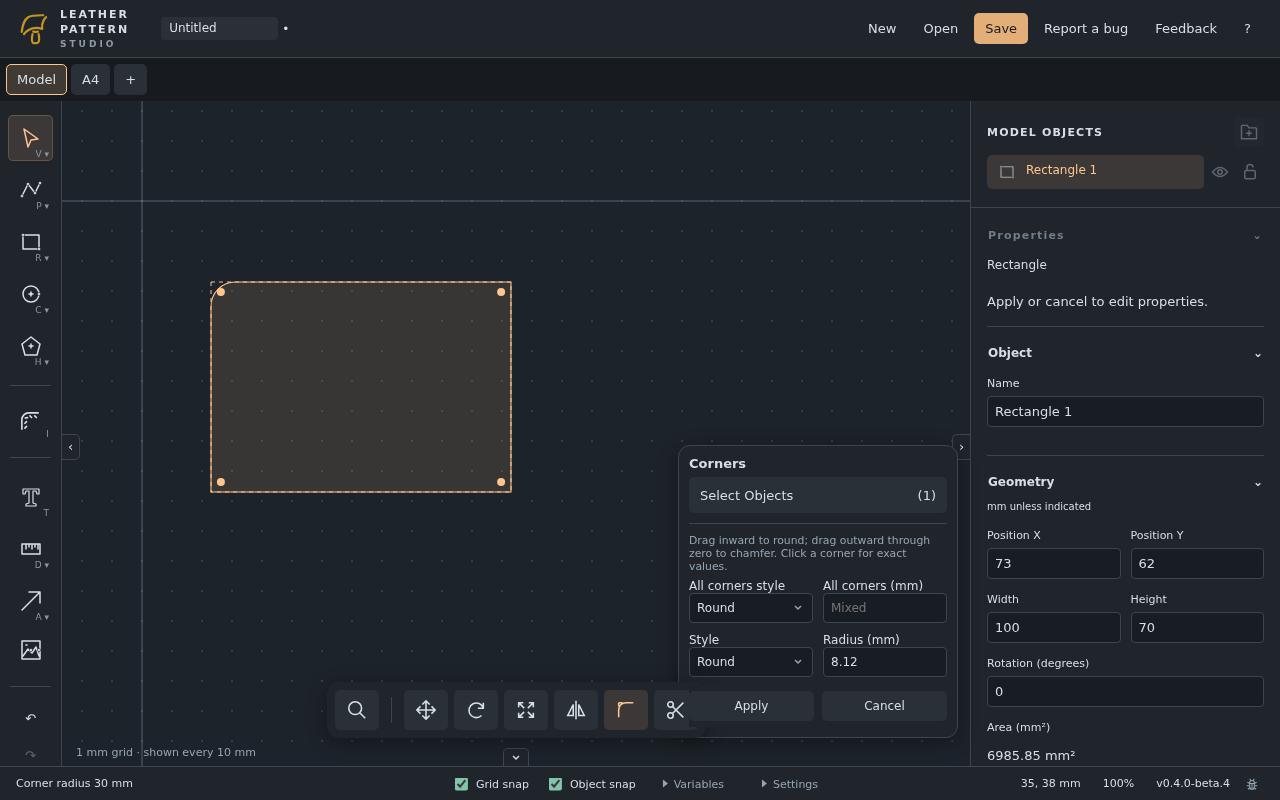 LEATHER
PATTERN
STUDIO
Untitled •
New
Open
Save
Report a bug
Feedback
?
Model
A4
+
V ▾
P ▾
R ▾
C ▾
H ▾
I
T
D ▾
A ▾
MODEL OBJECTS
Rectangle 1
Properties
Rectangle
Apply or cancel to edit properties.
Object
Name
Rectangle 1
Geometry
mm unless indicated
Position X
Position Y
73
62
Width
Height
100
70
Rotation (degrees)
0
Area (mm²)
6985.85 mm²
Corners
Select Objects (1)
Drag inward to round; drag outward through
zero to chamfer. Click a corner for exact
values.
All corners style
All corners (mm)
Round
Mixed
Style
Radius (mm)
Round
8.12
Apply
Cancel
1 mm grid · shown every 10 mm
Corner radius 30 mm
Grid snap
Object snap
Variables
Settings
35, 38 mm
100%
v0.4.0-beta.4